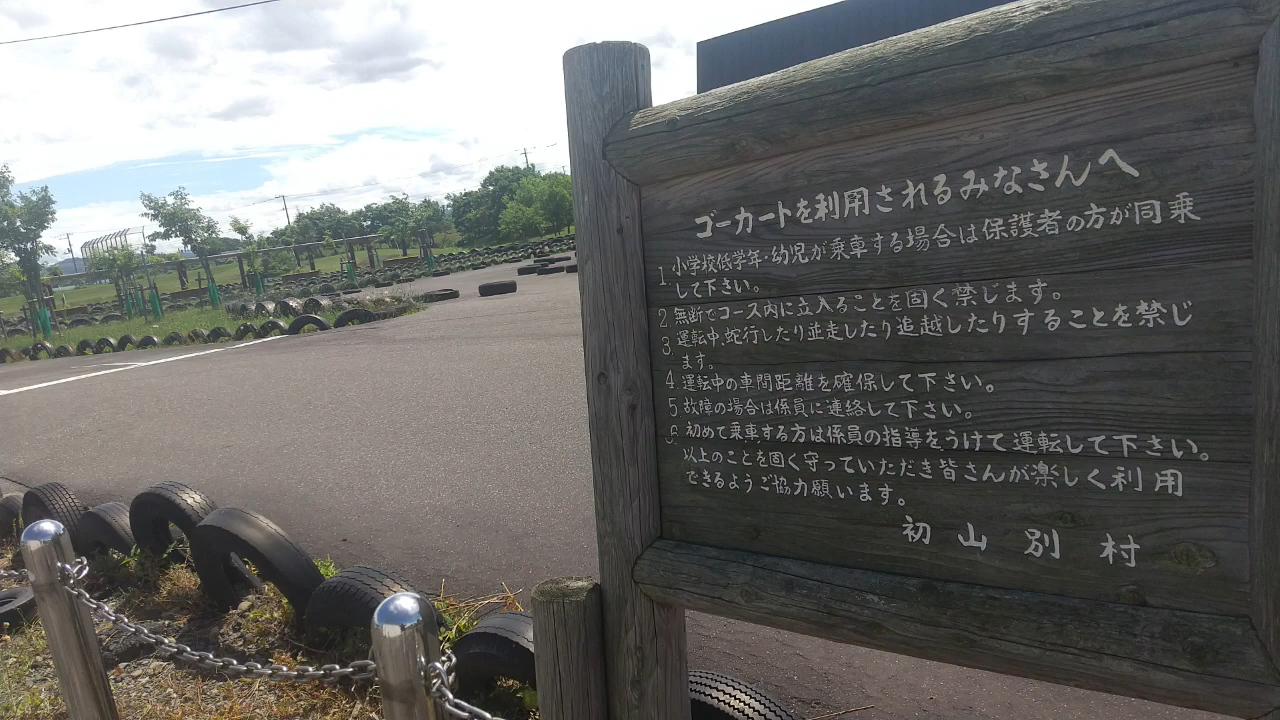 ゴーカートを利用されるみなさんへ
1. 小学校低学年・幼児が乗車する場合は保護者の方が同乗
して下さい。
2. 無断でコース内に立入ることを固く禁じます。
3. 運転中、蛇行したり並走したり追越したりすることを禁じ
ます。
4 運転中の車間距離を確保して下さい。
5 故障の場合は係員に連絡して下さい。
6. 初めて乗車する方は係員の指導をうけて運転して下さい。
以上のことを固く守っていただき皆さんが楽しく利用
できるようご協力願います。
初山別村